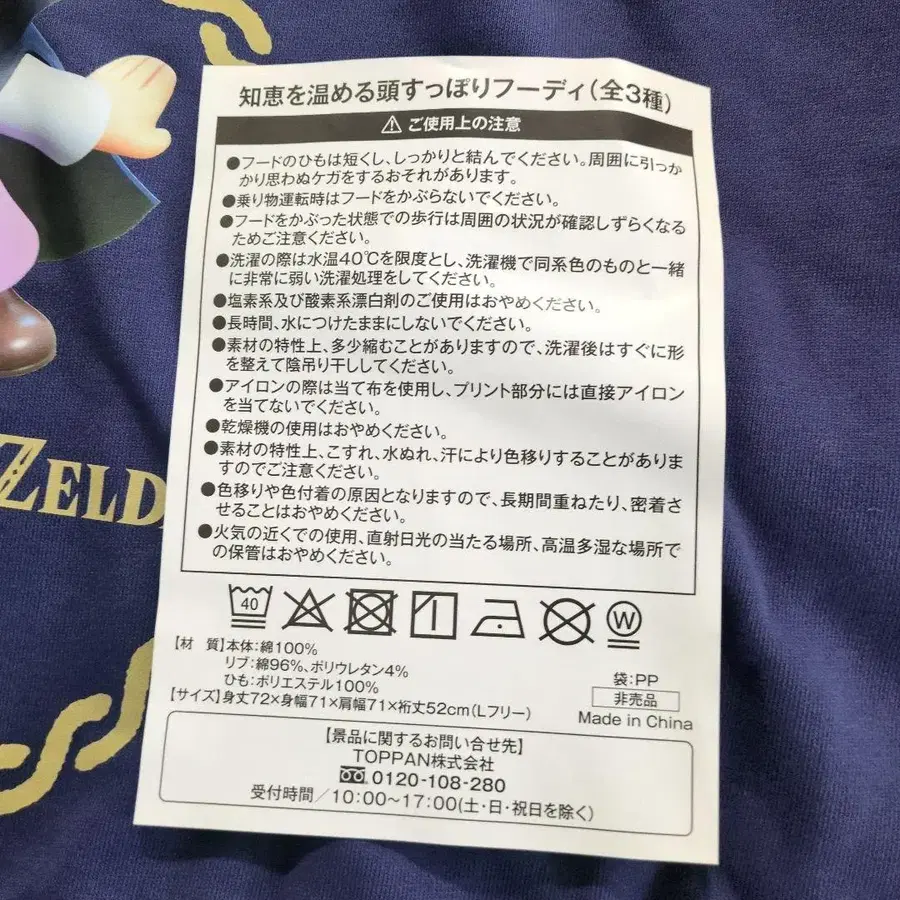 知恵を温める頭すっぽりフーディ(全3種)
⚠ ご使用上の注意
●フードのひもは短くし、しっかりと結んでください。周囲に引っか
かり思わぬケガをするおそれがあります。
●乗り物運転時はフードをかぶらないでください。
●フードをかぶった状態での歩行は周囲の状況が確認しずらくなる
ためご注意ください。
●洗濯の際は水温40℃を限度とし、洗濯機で同系色のものと一緒
に非常に弱い洗濯処理をしてください。
●塩素系及び酸素系漂白剤のご使用はおやめください。
●長時間、水につけたままにしないでください。
●素材の特性上、多少縮むことがありますので、洗濯後はすぐに形
を整えて陰吊り干ししてください。
●アイロンの際は当て布を使用し、プリント部分には直接アイロン
を当てないでください。
●乾燥機の使用はおやめください。
●素材の特性上、こすれ、水ぬれ、汗により色移りすることがありま
すのでご注意ください。
●色移りや色付着の原因となりますので、長期間重ねたり、密着さ
せることはおやめください。
●火気の近くでの使用、直射日光の当たる場所、高温多湿な場所で
の保管はおやめください。
ZELD
40
W
【材 質】本体:綿100%
リブ:綿96%、ポリウレタン4%
ひも:ポリエステル100%
【サイズ】身丈72×身幅71×肩幅71×裄丈52cm(Lフリー)
袋:PP
非売品
Made in China
【景品に関するお問い合せ先】
TOPPAN株式会社
0120-108-280
受付時間/10:00〜17:00(土・日・祝日を除く)